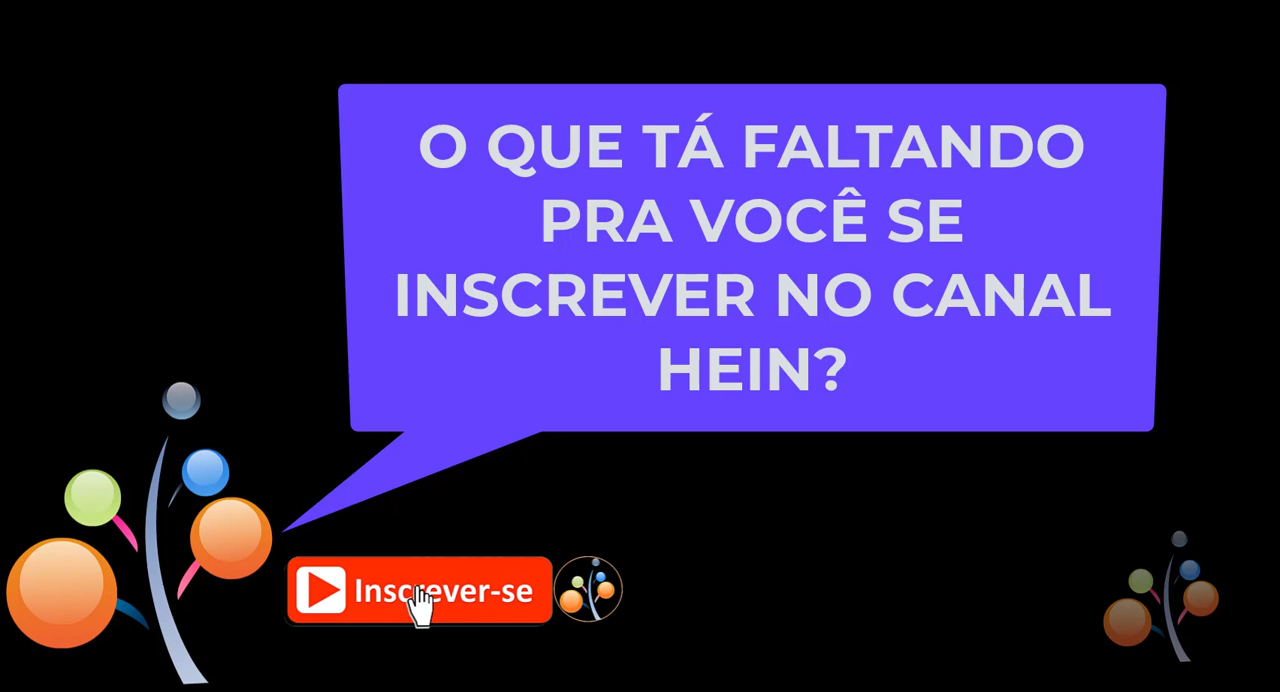 O QUE TÁ FALTANDO
PRA VOCÊ SE
INSCREVER NO CANAL
HEIN?
Inscrever-se